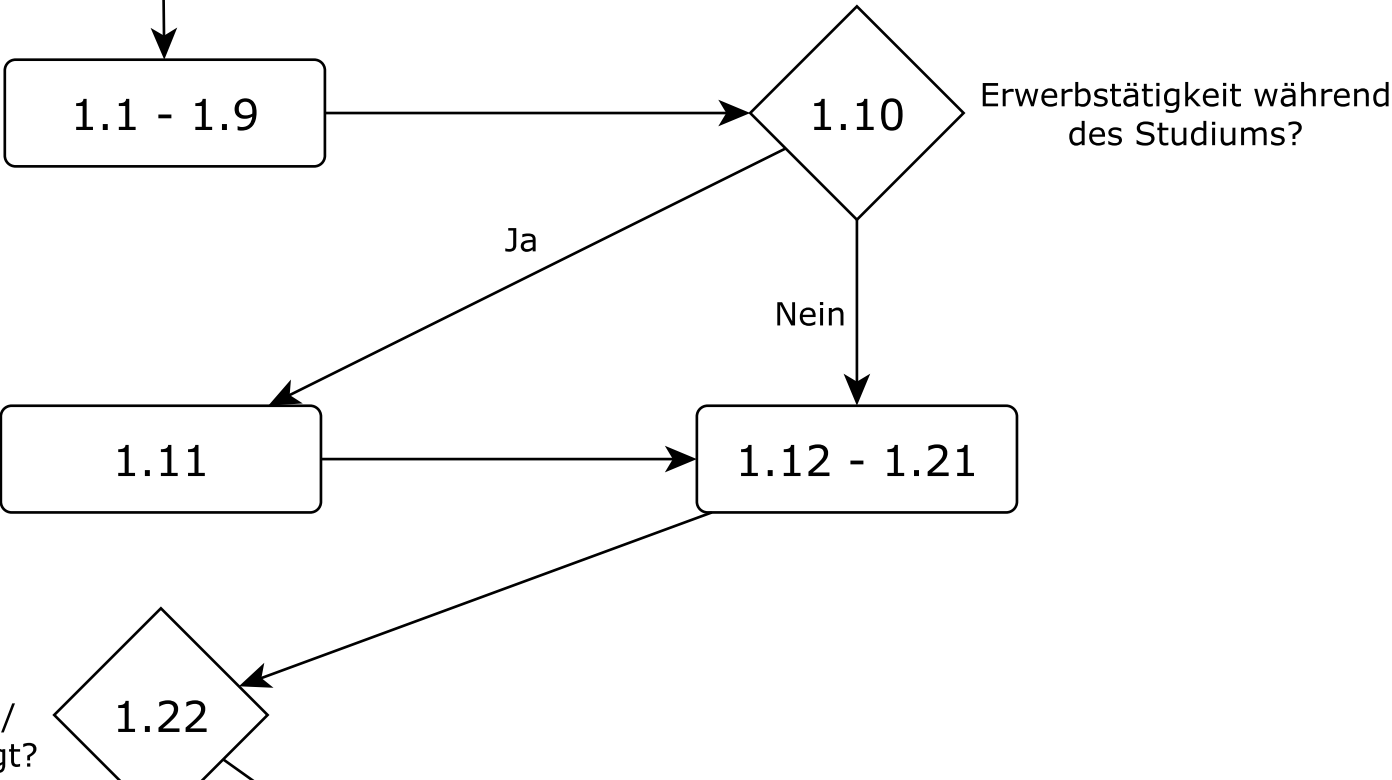 1.1 - 1.9
1.10
Erwerbstätigkeit während
des Studiums?
Ja
Nein
1.11
1.12 - 1.21
/
1.22